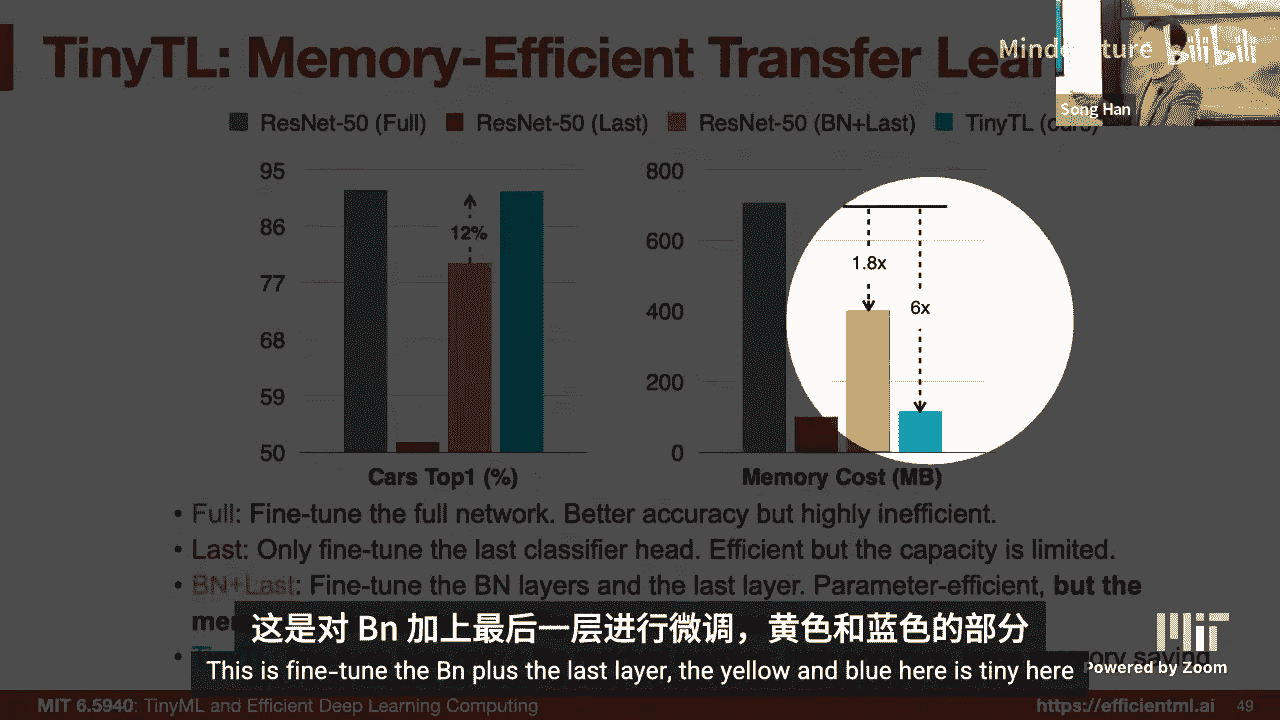 TinyTL: Memory-Efficient Transfer Lear
Song Han
ResNet-50 (Full) ResNet-50 (Last) ResNet-50 (BN+Last) TinyTL (ours)
95
86
77
68
59
50
12%
Cars Top1 (%)
800
600
400
200
0
1.8x
6x
Memory Cost (MB)
• Full: Fine-tune the full network. Better accuracy but highly inefficient.
• Last: Only fine-tune the last classifier head. Efficient but the capacity is limited.
• BN+Last: Fine-tune the BN layers and the last layer. Parameter-efficient, but the
这是对 Bn 加上最后一层进行微调，黄色和蓝色的部分
This is fine-tune the Bn plus the last layer, the yellow and blue here is tiny here
MIT
Powered by Zoom
MIT 6.5940: TinyML and Efficient Deep Learning Computing
https://efficientml.ai
49
bilibili